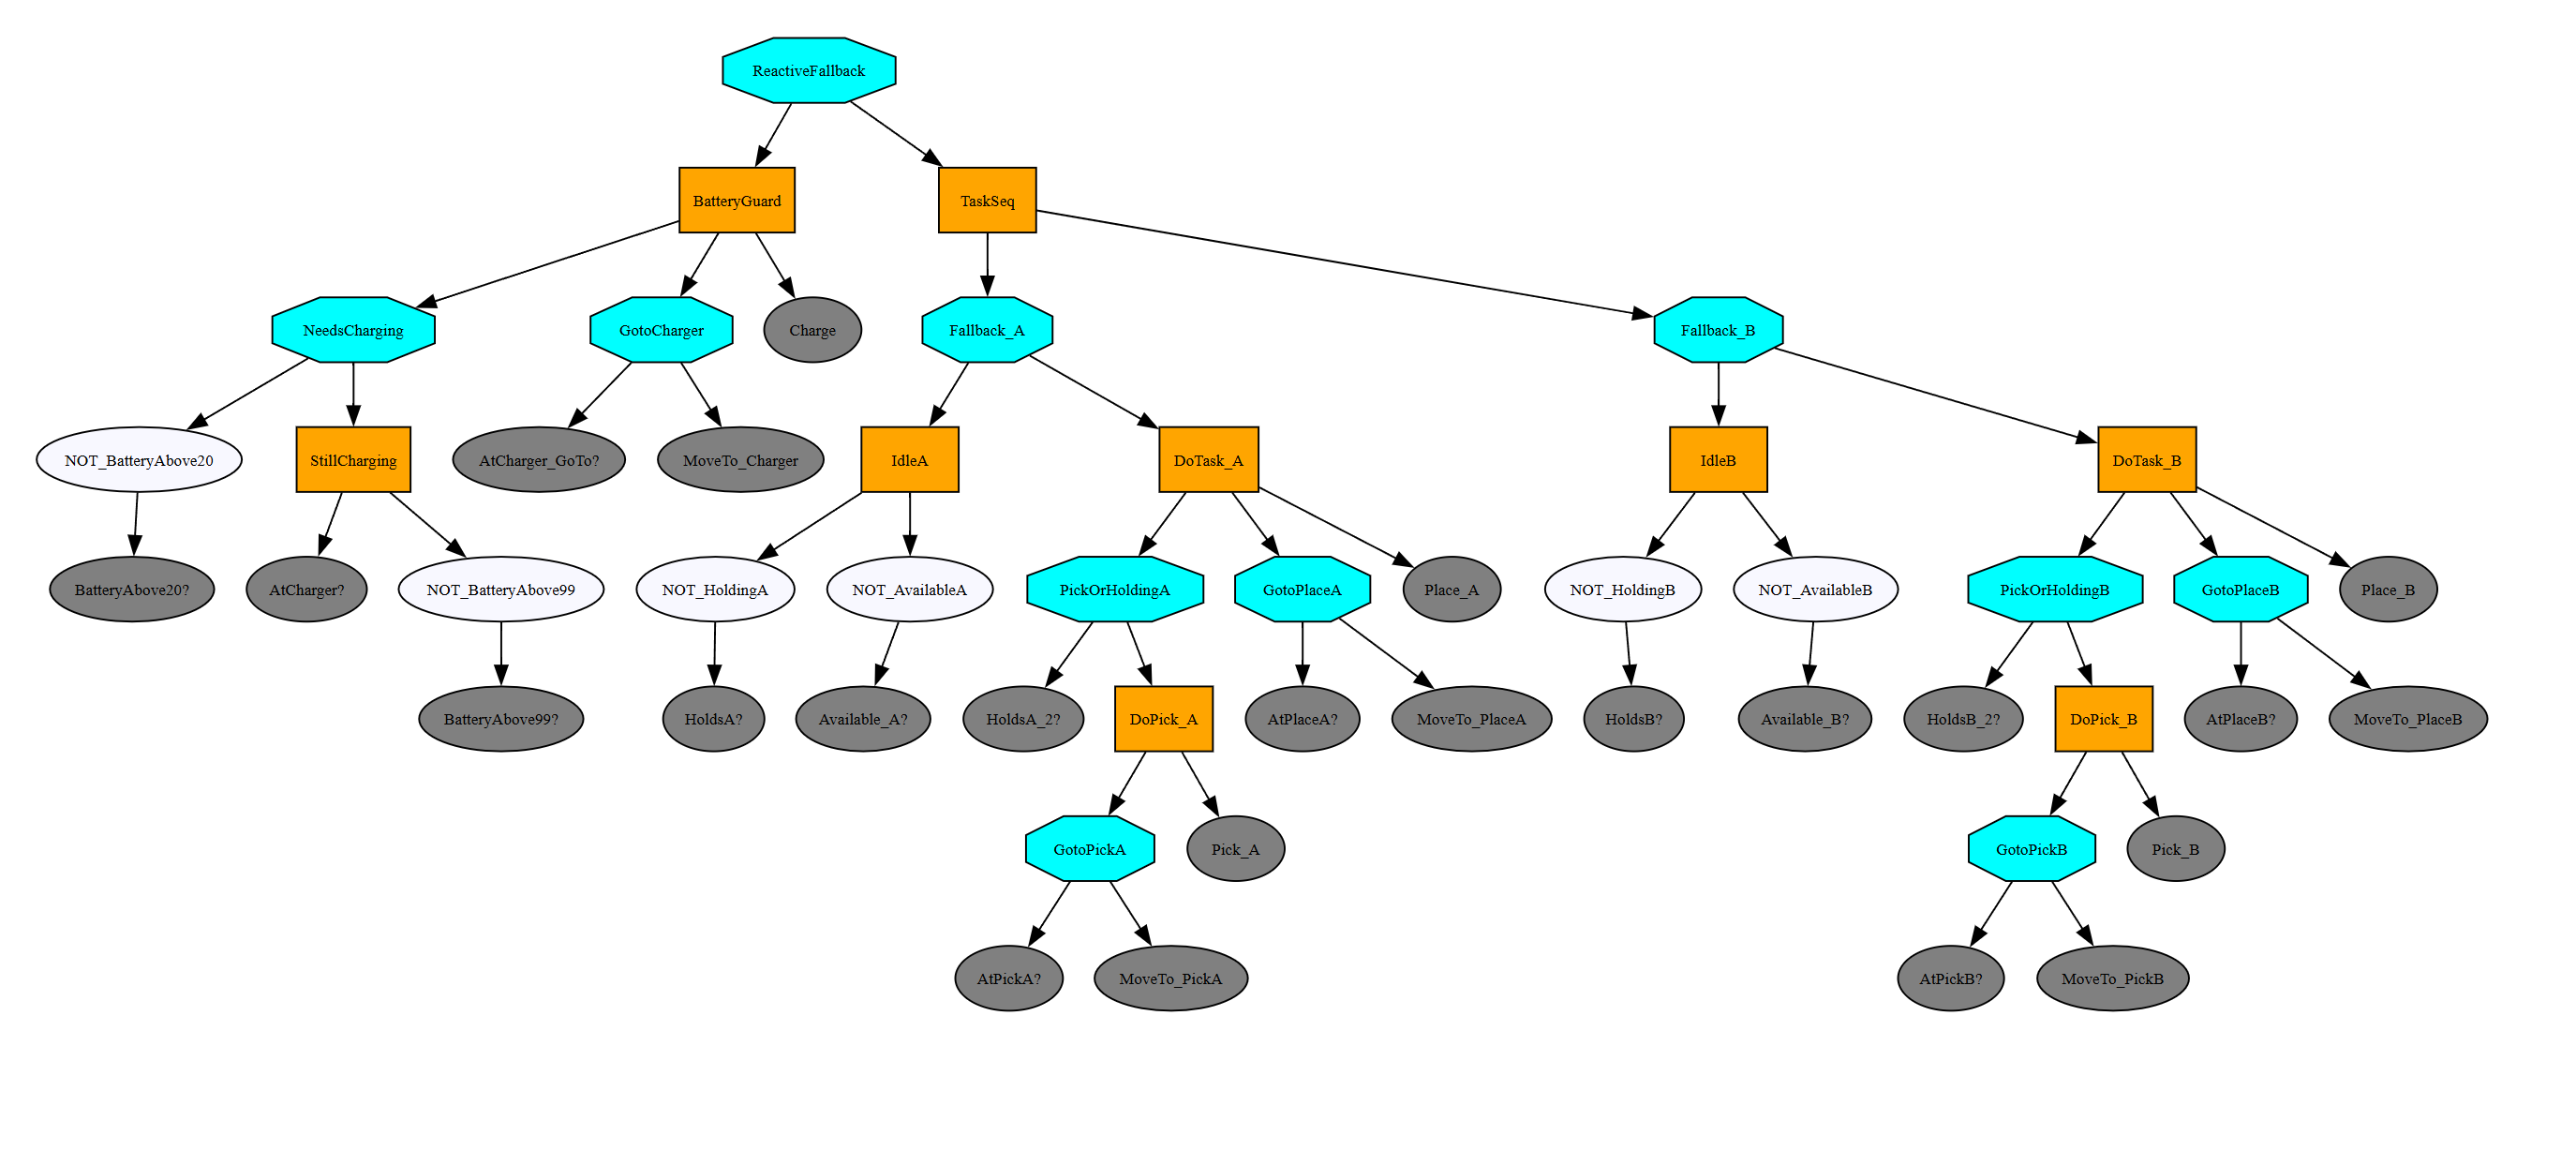 ReactiveFallback
BatteryGuard
TaskSeq
NeedsCharging
GotoCharger
Charge
Fallback_A
Fallback_B
NOT_BatteryAbove20
StillCharging
AtCharger_GoTo?
MoveTo_Charger
IdleA
DoTask_A
IdleB
DoTask_B
BatteryAbove20?
AtCharger?
NOT_BatteryAbove99
NOT_HoldingA
NOT_AvailableA
PickOrHoldingA
GotoPlaceA
Place_A
NOT_HoldingB
NOT_AvailableB
PickOrHoldingB
GotoPlaceB
Place_B
BatteryAbove99?
HoldsA?
Available_A?
HoldsA_2?
DoPick_A
AtPlaceA?
MoveTo_PlaceA
HoldsB?
Available_B?
HoldsB_2?
DoPick_B
AtPlaceB?
MoveTo_PlaceB
GotoPickA
Pick_A
GotoPickB
Pick_B
AtPickA?
MoveTo_PickA
AtPickB?
MoveTo_PickB